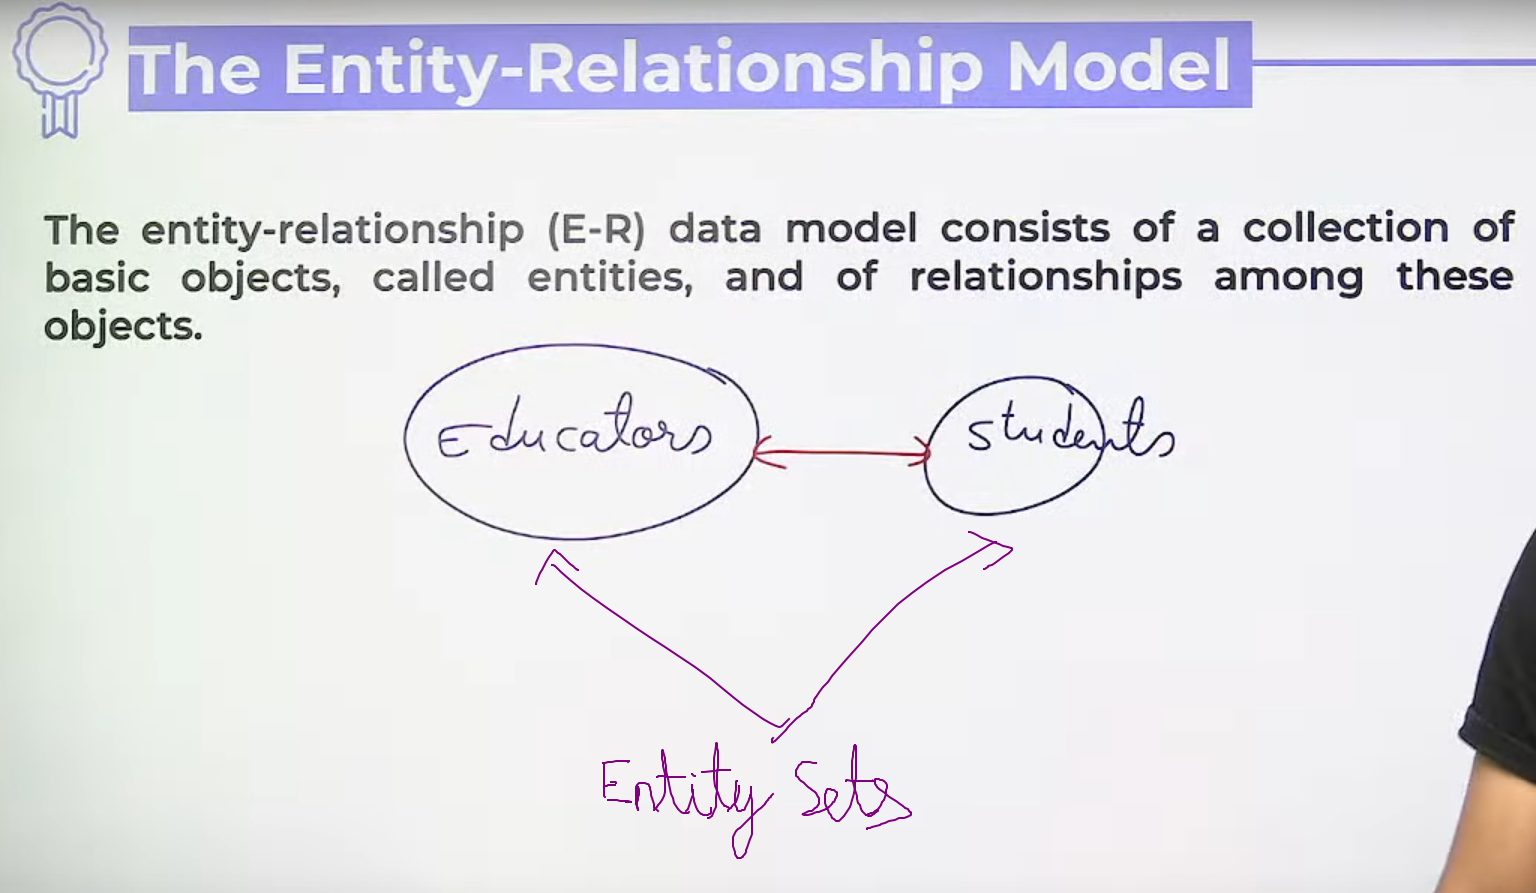 The Entity-Relationship Model
The entity-relationship (E-R) data model consists of a collection of
basic objects, called entities, and of relationships among these
objects.
Educators
students
Entity Sets